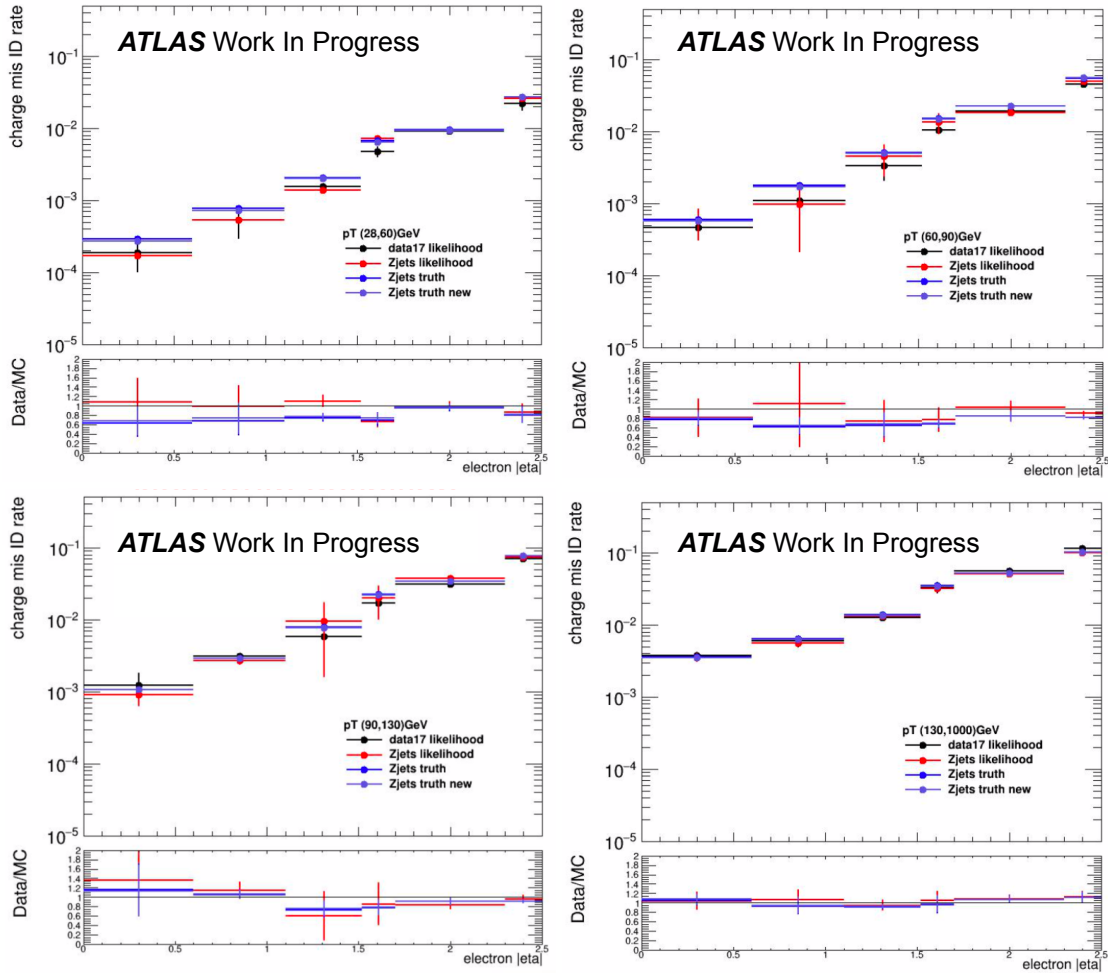 ATLAS Work In Progress
charge mis ID rate
10⁻¹
10⁻²
10⁻³
10⁻⁴
10⁻⁵
pT (28,60)GeV
data17 likelihood
Zjets likelihood
Zjets truth
Zjets truth new
Data/MC
2
1.8
1.6
1.4
1.2
1
0.8
0.6
0.4
0.2
0
0 0.5 1 1.5 2 2.5
electron |eta|
ATLAS Work In Progress
charge mis ID rate
10⁻¹
10⁻²
10⁻³
10⁻⁴
10⁻⁵
pT (60,90)GeV
data17 likelihood
Zjets likelihood
Zjets truth
Zjets truth new
Data/MC
2
1.8
1.6
1.4
1.2
1
0.8
0.6
0.4
0.2
0
0 0.5 1 1.5 2 2.5
electron |eta|
ATLAS Work In Progress
charge mis ID rate
10⁻¹
10⁻²
10⁻³
10⁻⁴
10⁻⁵
pT (90,130)GeV
data17 likelihood
Zjets likelihood
Zjets truth
Zjets truth new
Data/MC
2
1.8
1.6
1.4
1.2
1
0.8
0.6
0.4
0.2
0
0 0.5 1 1.5 2 2.5
electron |eta|
ATLAS Work In Progress
charge mis ID rate
10⁻¹
10⁻²
10⁻³
10⁻⁴
10⁻⁵
pT (130,1000)GeV
data17 likelihood
Zjets likelihood
Zjets truth
Zjets truth new
Data/MC
2
1.8
1.6
1.4
1.2
1
0.8
0.6
0.4
0.2
0
0 0.5 1 1.5 2 2.5
electron |eta|